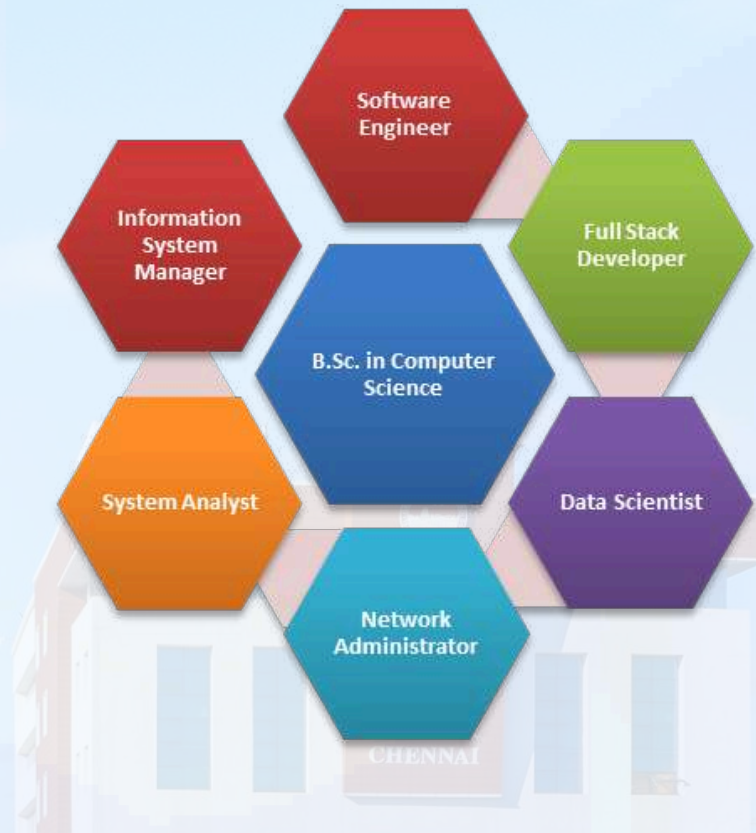 Software
Engineer
Information
System
Manager
Full Stack
Developer
B.Sc. in Computer
Science
System Analyst
Data Scientist
Network
Administrator
CHENNAI